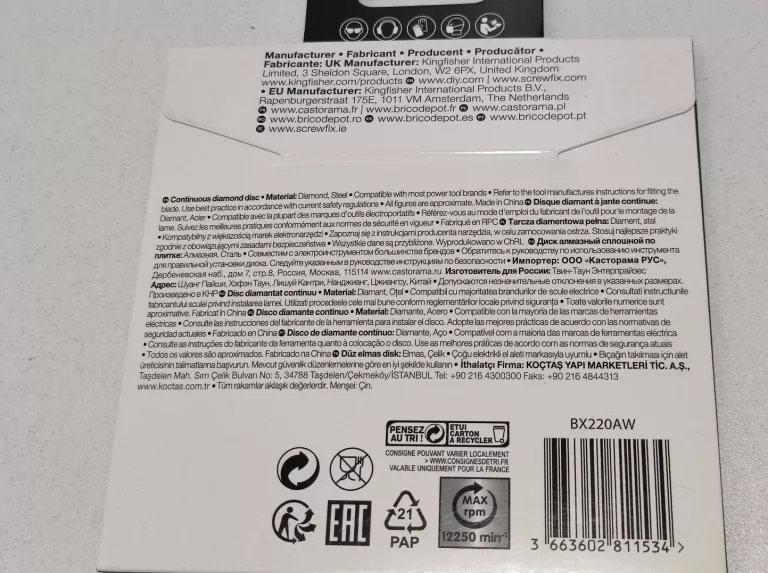 Manufacturer • Fabricant • Producent • Producător •
Fabricante: UK Manufacturer: Kingfisher International Products
Limited, 3 Sheldon Square, London, W2 6PX, United Kingdom
www.kingfisher.com/products www.diy.com | www.screwfix.com
• EU Manufacturer: Kingfisher International Products B.V.,
Rapenburgerstraat 175E, 1011 VM Amsterdam, The Netherlands
www.castorama.fr | www.bricodepot.fr www.castorama.pl
www.bricodepot.ro www.bricodepot.es www.bricodepot.pt
www.screwfix.ie
Continuous diamond disc • Material: Diamond, Steel • Compatible with most power tool brands • Refer to the tool manufactures instructions for fitting the
blade. Use best practice in accordance with current safety regulations • All figures are approximate. Made in China Disque diamant à jante continue:
Diamant, Acier • Compatible avec la plupart des marques d'outils électroportatifs • Référez-vous au mode d'emploi du fabricant de l'outil pour le montage de la
lame. Suivez les meilleures pratiques conformément aux normes de sécurité en vigueur • Fabriqué en RPC Tarcza diamentowa pełna: Diament, stal
• Kompatybilny z większością marek elektronarzędzi • Zapoznaj się z instrukcją producenta narzędzia, w celu zamocowania ostrza. Stosuj najlepsze praktyki
zgodnie z obowiązującymi zasadami bezpieczeństwa • Wszystkie dane są przybliżone. Wyprodukowano w ChRL Диск алмазный сплошной по
плитке: Алмазная, Сталь • Совместим с электроинструментом большинства брендов • Обратитесь к руководству по использованию инструмента
для правильной установки диска. Следуйте указанным в руководстве инструкциям по безопасности • Импортер: ООО «Касторама РУС»,
Дербеневская наб., дом 7, стр.8, Россия, Москва, 115114 www.castorama.ru Изготовитель для России: Твин-Таун Энтерпрайзес
Адрес: Шуанг Пайци, Хэфэн Таун, Лишуй Кантри, Нанджианг, Цжиангсу, Китай • Допускаются незначительные отклонения в указанных размерах.
Произведено в КНР Disc diamantat continuu • Material: Diamant, Oțel • Compatibil cu majoritatea brandurilor de scule electrice • Consultati instructiunile
fabricantului sculei privind instalarea lamei. Utilizati procedeele cele mai bune conform reglementărilor locale privind siguranta • Toate valorile numerice sunt
aproximative. Fabricat în China Disco diamante continuo • Material: Diamante, Acero • Compatible con la mayoría de las marcas de herramientas
eléctricas • Consulte las instrucciones del fabricante de la herramienta para instalar el disco. Adopte las mejores prácticas de acuerdo con las normativas de
seguridad actuales • Fabricado en China Disco de diamante contínuo: Diamante, Aço • Compatível com a maioria das marcas de ferramentas elétricas
• Consulte as instruções do fabricante da ferramenta quanto à colocação o disco. Use as melhores práticas de acordo com as normas de segurança atuais
• Todos os valores são aproximados. Fabricado na China Düz elmas disk: Elmas, Çelik • Çoğu elektrikli el aleti markasıyla uyumlu • Bıçağın takılması için alet
üreticisinin talimatlarına başvurun. Mevcut güvenlik düzenlemelerine göre en iyi şekilde kullanın • İthalatçı Firma: KOÇTAŞ YAPI MARKETLERİ TİC. A.Ş.,
Taşdelen Mah. Sırrı Çelik Bulvarı No: 5, 34788 Taşdelen/Çekmeköy/İSTANBUL Tel: +90 216 4300300 Faks: +90 216 4844313
www.koctas.com.tr • Tüm rakamlar aklaşık değerlerdir. Menşei: Çin.
PENSEZ AU TRI !
ETUI CARTON À RECYCLER
CONSIGNE POUVANT VARIER LOCALEMENT
> WWW.CONSIGNESDETRI.FR
VALABLE UNIQUEMENT POUR LA FRANCE
BX220AW
EAC
21
PAP
MAX
rpm
12250 min⁻¹
3 663602 811534 >